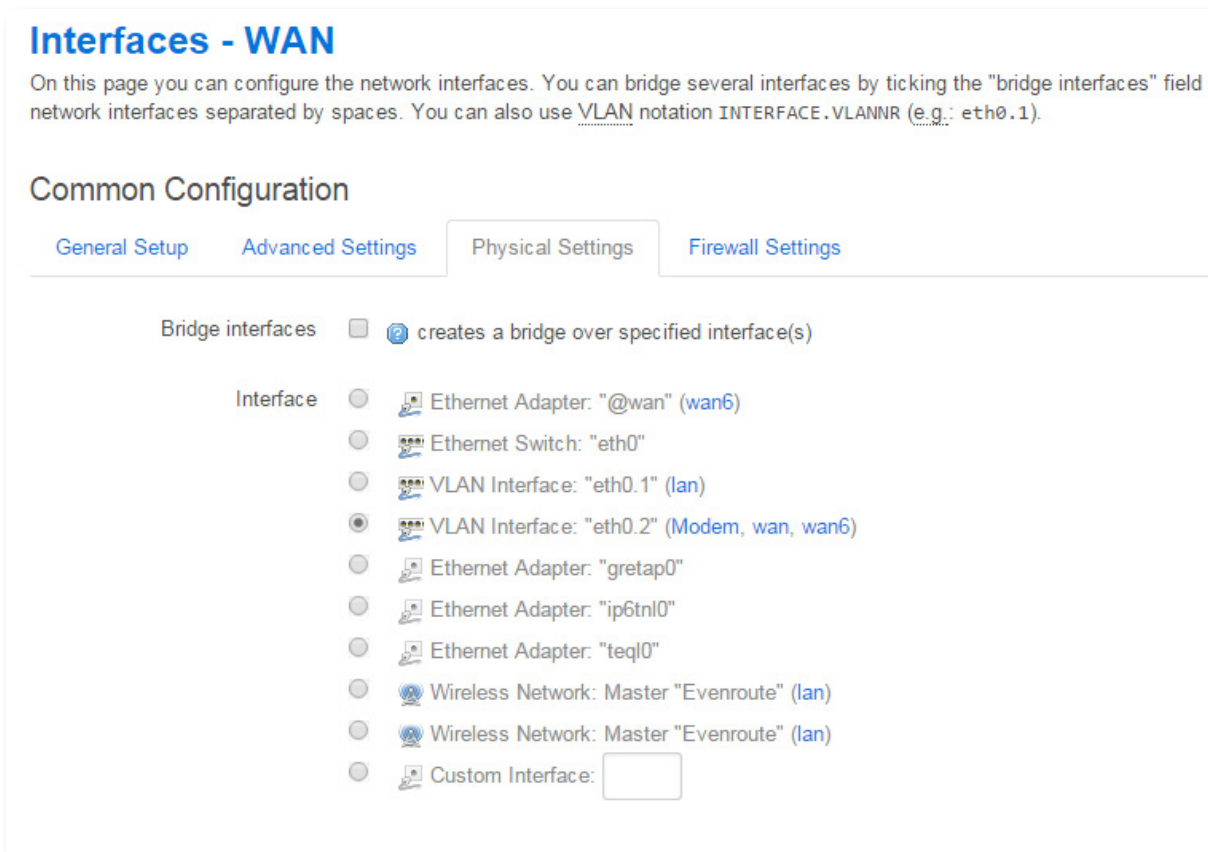 Interfaces - WAN
On this page you can configure the network interfaces. You can bridge several interfaces by ticking the "bridge interfaces" field
network interfaces separated by spaces. You can also use VLAN notation INTERFACE.VLANNR (e.g.: eth0.1).
Common Configuration
General Setup Advanced Settings Physical Settings Firewall Settings
Bridge interfaces creates a bridge over specified interface(s)
Interface Ethernet Adapter: "@wan" (wan6)
Ethernet Switch: "eth0"
VLAN Interface: "eth0.1" (lan)
VLAN Interface: "eth0.2" (Modem, wan, wan6)
Ethernet Adapter: "gretap0"
Ethernet Adapter: "ip6tnl0"
Ethernet Adapter: "teql0"
Wireless Network: Master "Evenroute" (lan)
Wireless Network: Master "Evenroute" (lan)
Custom Interface: